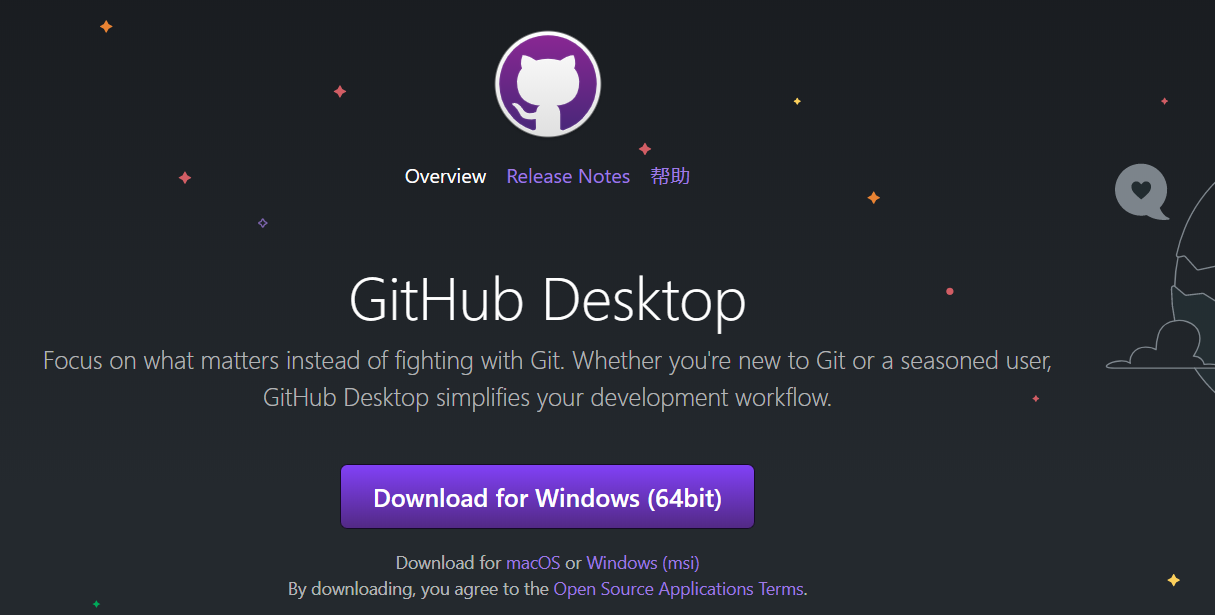 Overview Release Notes 帮助
GitHub Desktop
Focus on what matters instead of fighting with Git. Whether you're new to Git or a seasoned user,
GitHub Desktop simplifies your development workflow.
Download for Windows (64bit)
Download for macOS or Windows (msi)
By downloading, you agree to the Open Source Applications Terms.